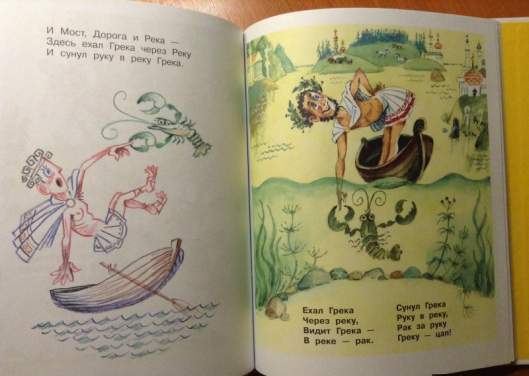 И Мост, Дорога и Река —
Здесь ехал Грека через Реку
И сунул руку в реку Грека.
Ехал Грека
Через реку,
Видит Грека —
В реке — рак.
Сунул Грека
Руку в реку,
Рак за руку
Греку — цап!